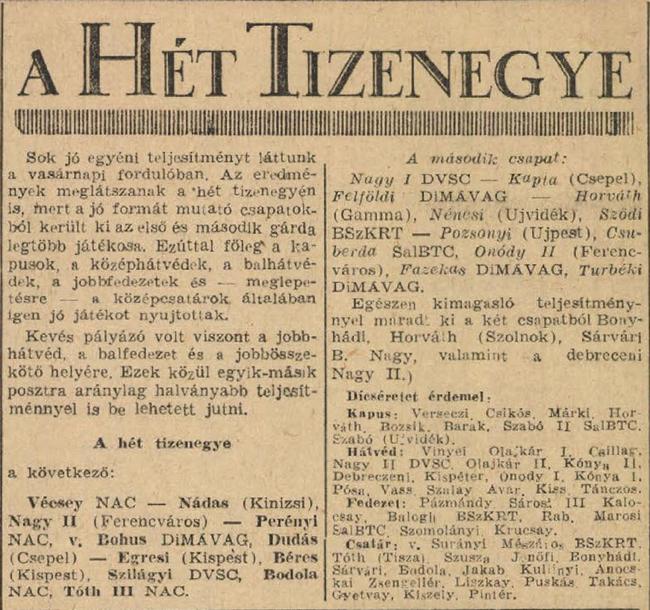 A HÉT TIZENEGYE
Sok jó egyéni teljesítményt láttunk
a vasárnapi fordulóban. Az eredmé-
nyek meglátszanak a hét tizenegyén
is, mert a jó formát mutató csapatok-
ból került ki az első és második gárda
legtöbb játékosa. Ezúttal főleg a ka-
pusok, a középhátvédek, a balhátvé-
dek, a jobbfedezetek és — meglepe-
tésre — a középcsatárok általában
igen jó játékot nyujtottak.
Kevés pályázó volt viszont a jobb-
hátvéd, a balfedezet és a jobbössze-
kötő helyére. Ezek közül egyik-másik
posztra aránylag halványabb teljesít-
ménnyel is be lehetett jutni.
A hét tizenegye
a következő:
Vécsey NAC — Nádas (Kinizsi),
Nagy II (Ferencváros) — Perényi
NAC, v. Bohus DiMÁVAG, Dudás
(Csepel) — Egresi (Kispest), Béres
(Kispest), Szilágyi DVSC, Bodola
NAC, Tóth III NAC.
A második csapat:
Nagy I DVSC — Kapta (Csepel),
Felföldi DiMÁVAG — Horváth
(Gamma), Néncsi (Ujvidék), Sződi
BSzKRT — Pozsonyi (Ujpest), Csu-
berda SalBTC, Onódy II (Ferenc-
város), Fazekas DiMÁVAG, Turbéki
DiMÁVAG.
Egészen kimagasló teljesítmény-
nyel maradt ki a két csapatból Bony-
hádi, Horváth (Szolnok), Sárvári
B. Nagy, valamint a debreceni
Nagy II.)
Dícséretet érdemel:
Kapus: Verseczi, Csikós, Márki, Hor-
váth, Bozsik, Barak, Szabó II SalBTC,
Szabó (Ujvidék).
Hátvéd: Vinyei Olajkár I, Csillag,
Nagy II DVSC, Olajkár II, Kónya II,
Debreczeni, Kispéter, Onody I, Kónya I,
Pósa, Vass, Szalay Avar, Kiss, Tánczos.
Fedezet: Pázmándy Sárosi III Kalo-
csay, Balogh BSzKRT, Rab, Marosi
SalBTC, Szomolányi, Krucsay.
Csatár: v. Surányi Mészáros BSzKRT,
Tóth (Tisza), Szusza Jenőfi, Bonyhádi,
Sárvári, Bodola, Jakab Kulinyi, Anocs-
kai Zsengellér, Liszkay, Puskás, Takács,
Gyetvay, Kiszely, Pintér.